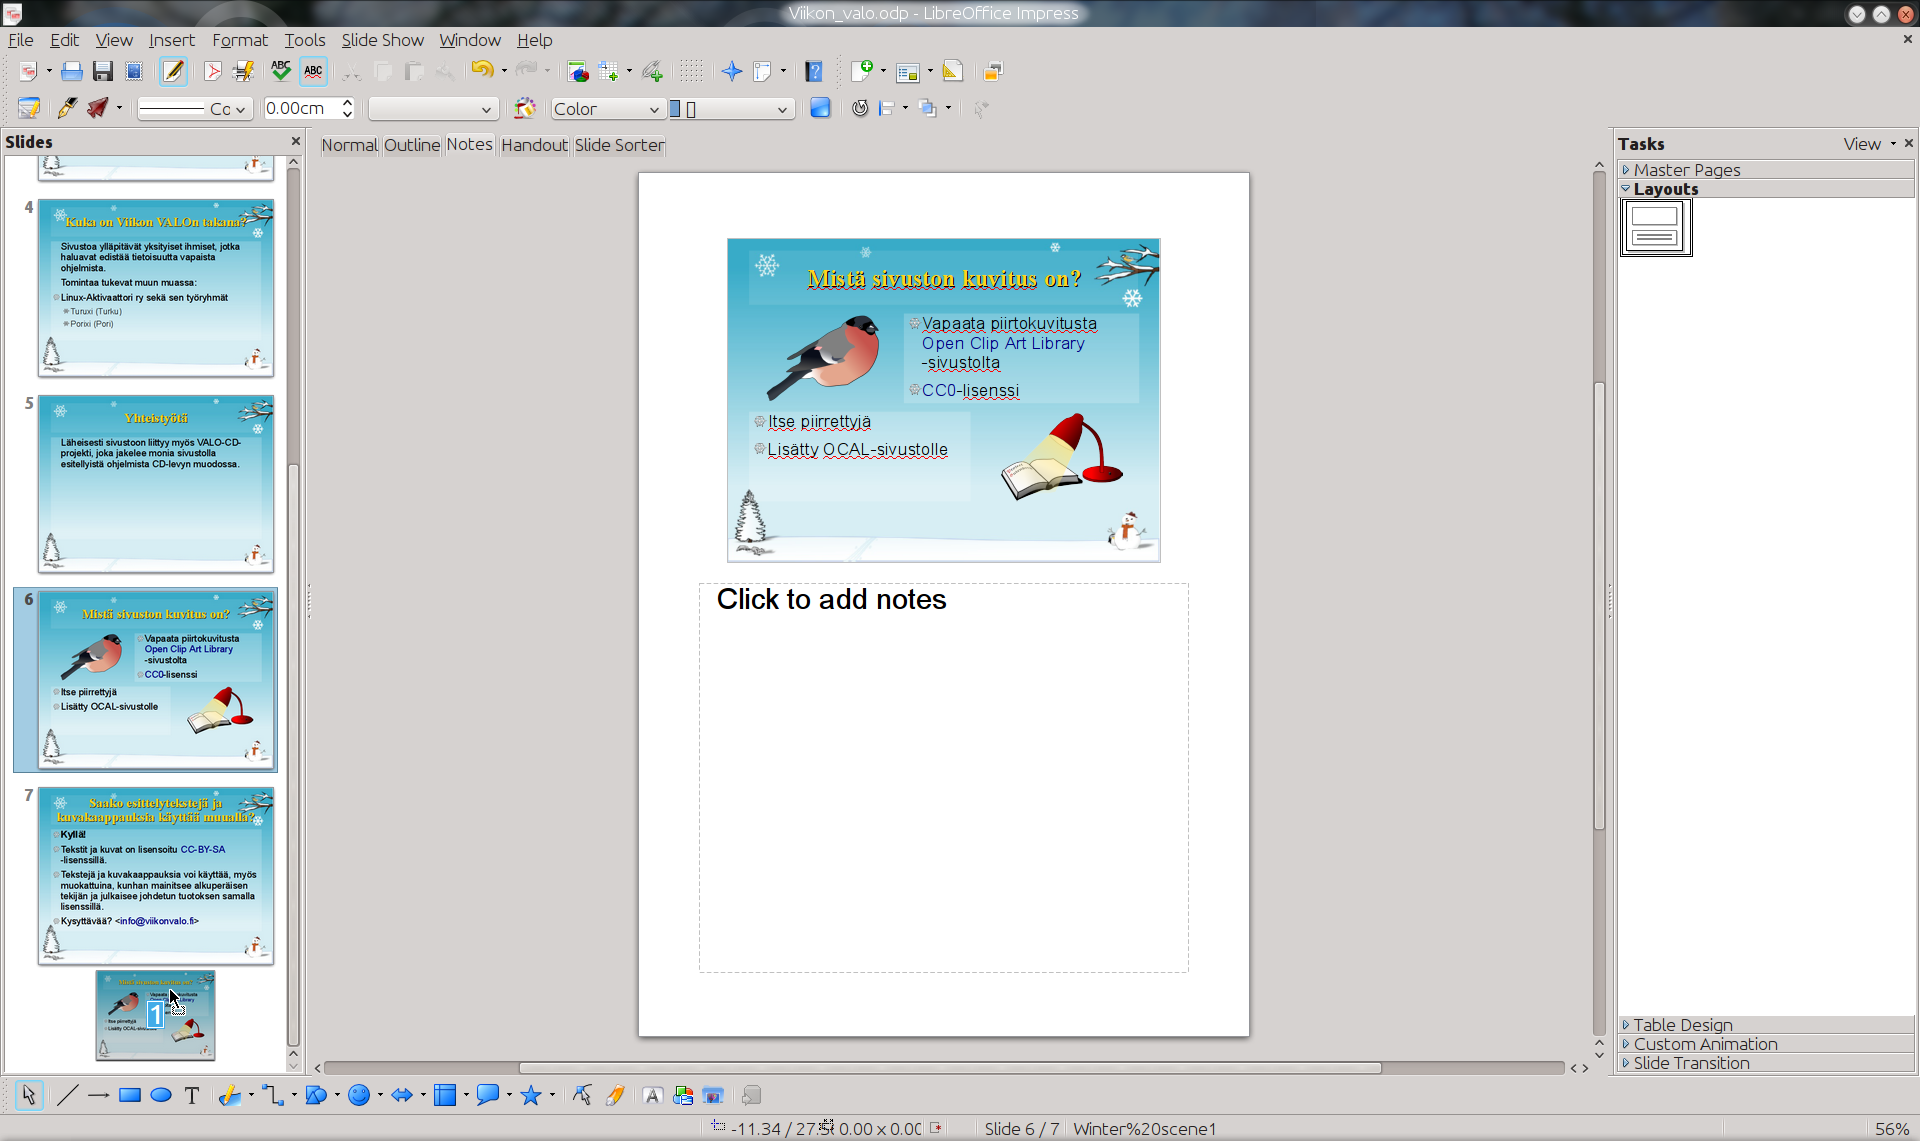 Viikon_valo.odp - LibreOffice Impress
File Edit View Insert Format Tools Slide Show Window Help
ABC ABC
Co 0.00cm Color
Slides
Normal Outline Notes Handout Slide Sorter
4
Kuka on Viikon VALOn takana?
Sivustoa ylläpitävät yksityiset ihmiset, jotka
haluavat edistää tietoisuutta vapaista
ohjelmista.
Tomintaa tukevat muun muassa:
Linux-Aktivaattori ry sekä sen työryhmät
Turuxi (Turku)
Porixi (Pori)
5
Yhteistyötä
Läheisesti sivustoon liittyy myös VALO-CD-
projekti, joka jakelee monia sivustolla
esitellyistä ohjelmista CD-levyn muodossa.
6
Mistä sivuston kuvitus on?
Vapaata piirtokuvitusta
Open Clip Art Library
-sivustolta
CC0-lisenssi
Itse piirrettyjä
Lisätty OCAL-sivustolle
7
Saako esittelytekstejä ja
kuvakaappauksia käyttää muualla?
Kyllä!
Tekstit ja kuvat on lisensoitu CC-BY-SA
-lisenssillä.
Tekstejä ja kuvakaappauksia voi käyttää, myös
muokattuina, kunhan mainitsee alkuperäisen
tekijän ja julkaisee johdetun tuotoksen samalla
lisenssillä.
Kysyttävää? <info@viikonvalo.fi>
1
Mistä sivuston kuvitus on?
Vapaata piirtokuvitusta
Open Clip Art Library
-sivustolta
CC0-lisenssi
Itse piirrettyjä
Lisätty OCAL-sivustolle
Click to add notes
Tasks View
Master Pages
Layouts
Table Design
Custom Animation
Slide Transition
-11.34 / 27.5 0.00 x 0.00 Slide 6 / 7 Winter%20scene1 56%